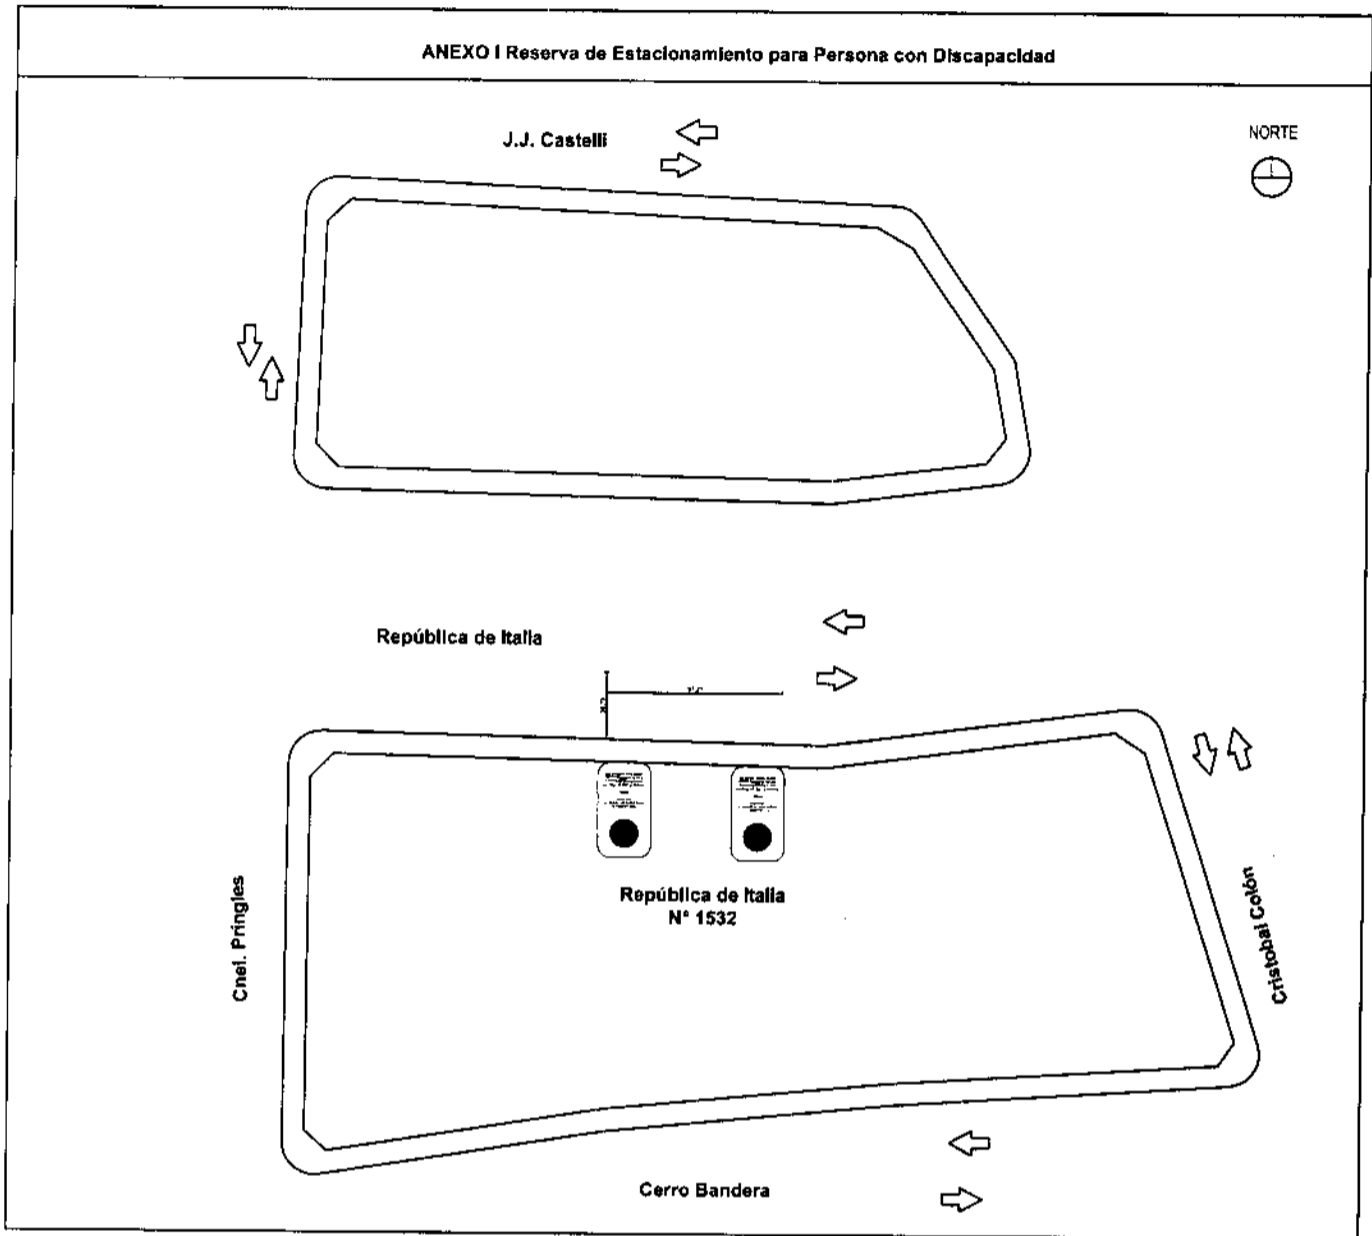 ANEXO I Reserva de Estacionamiento para Persona con Discapacidad
J.J. Castelli
NORTE
República de Italia
República de Italia
N° 1532
Cnel. Pringles
Cristobal Colón
Cerro Bandera